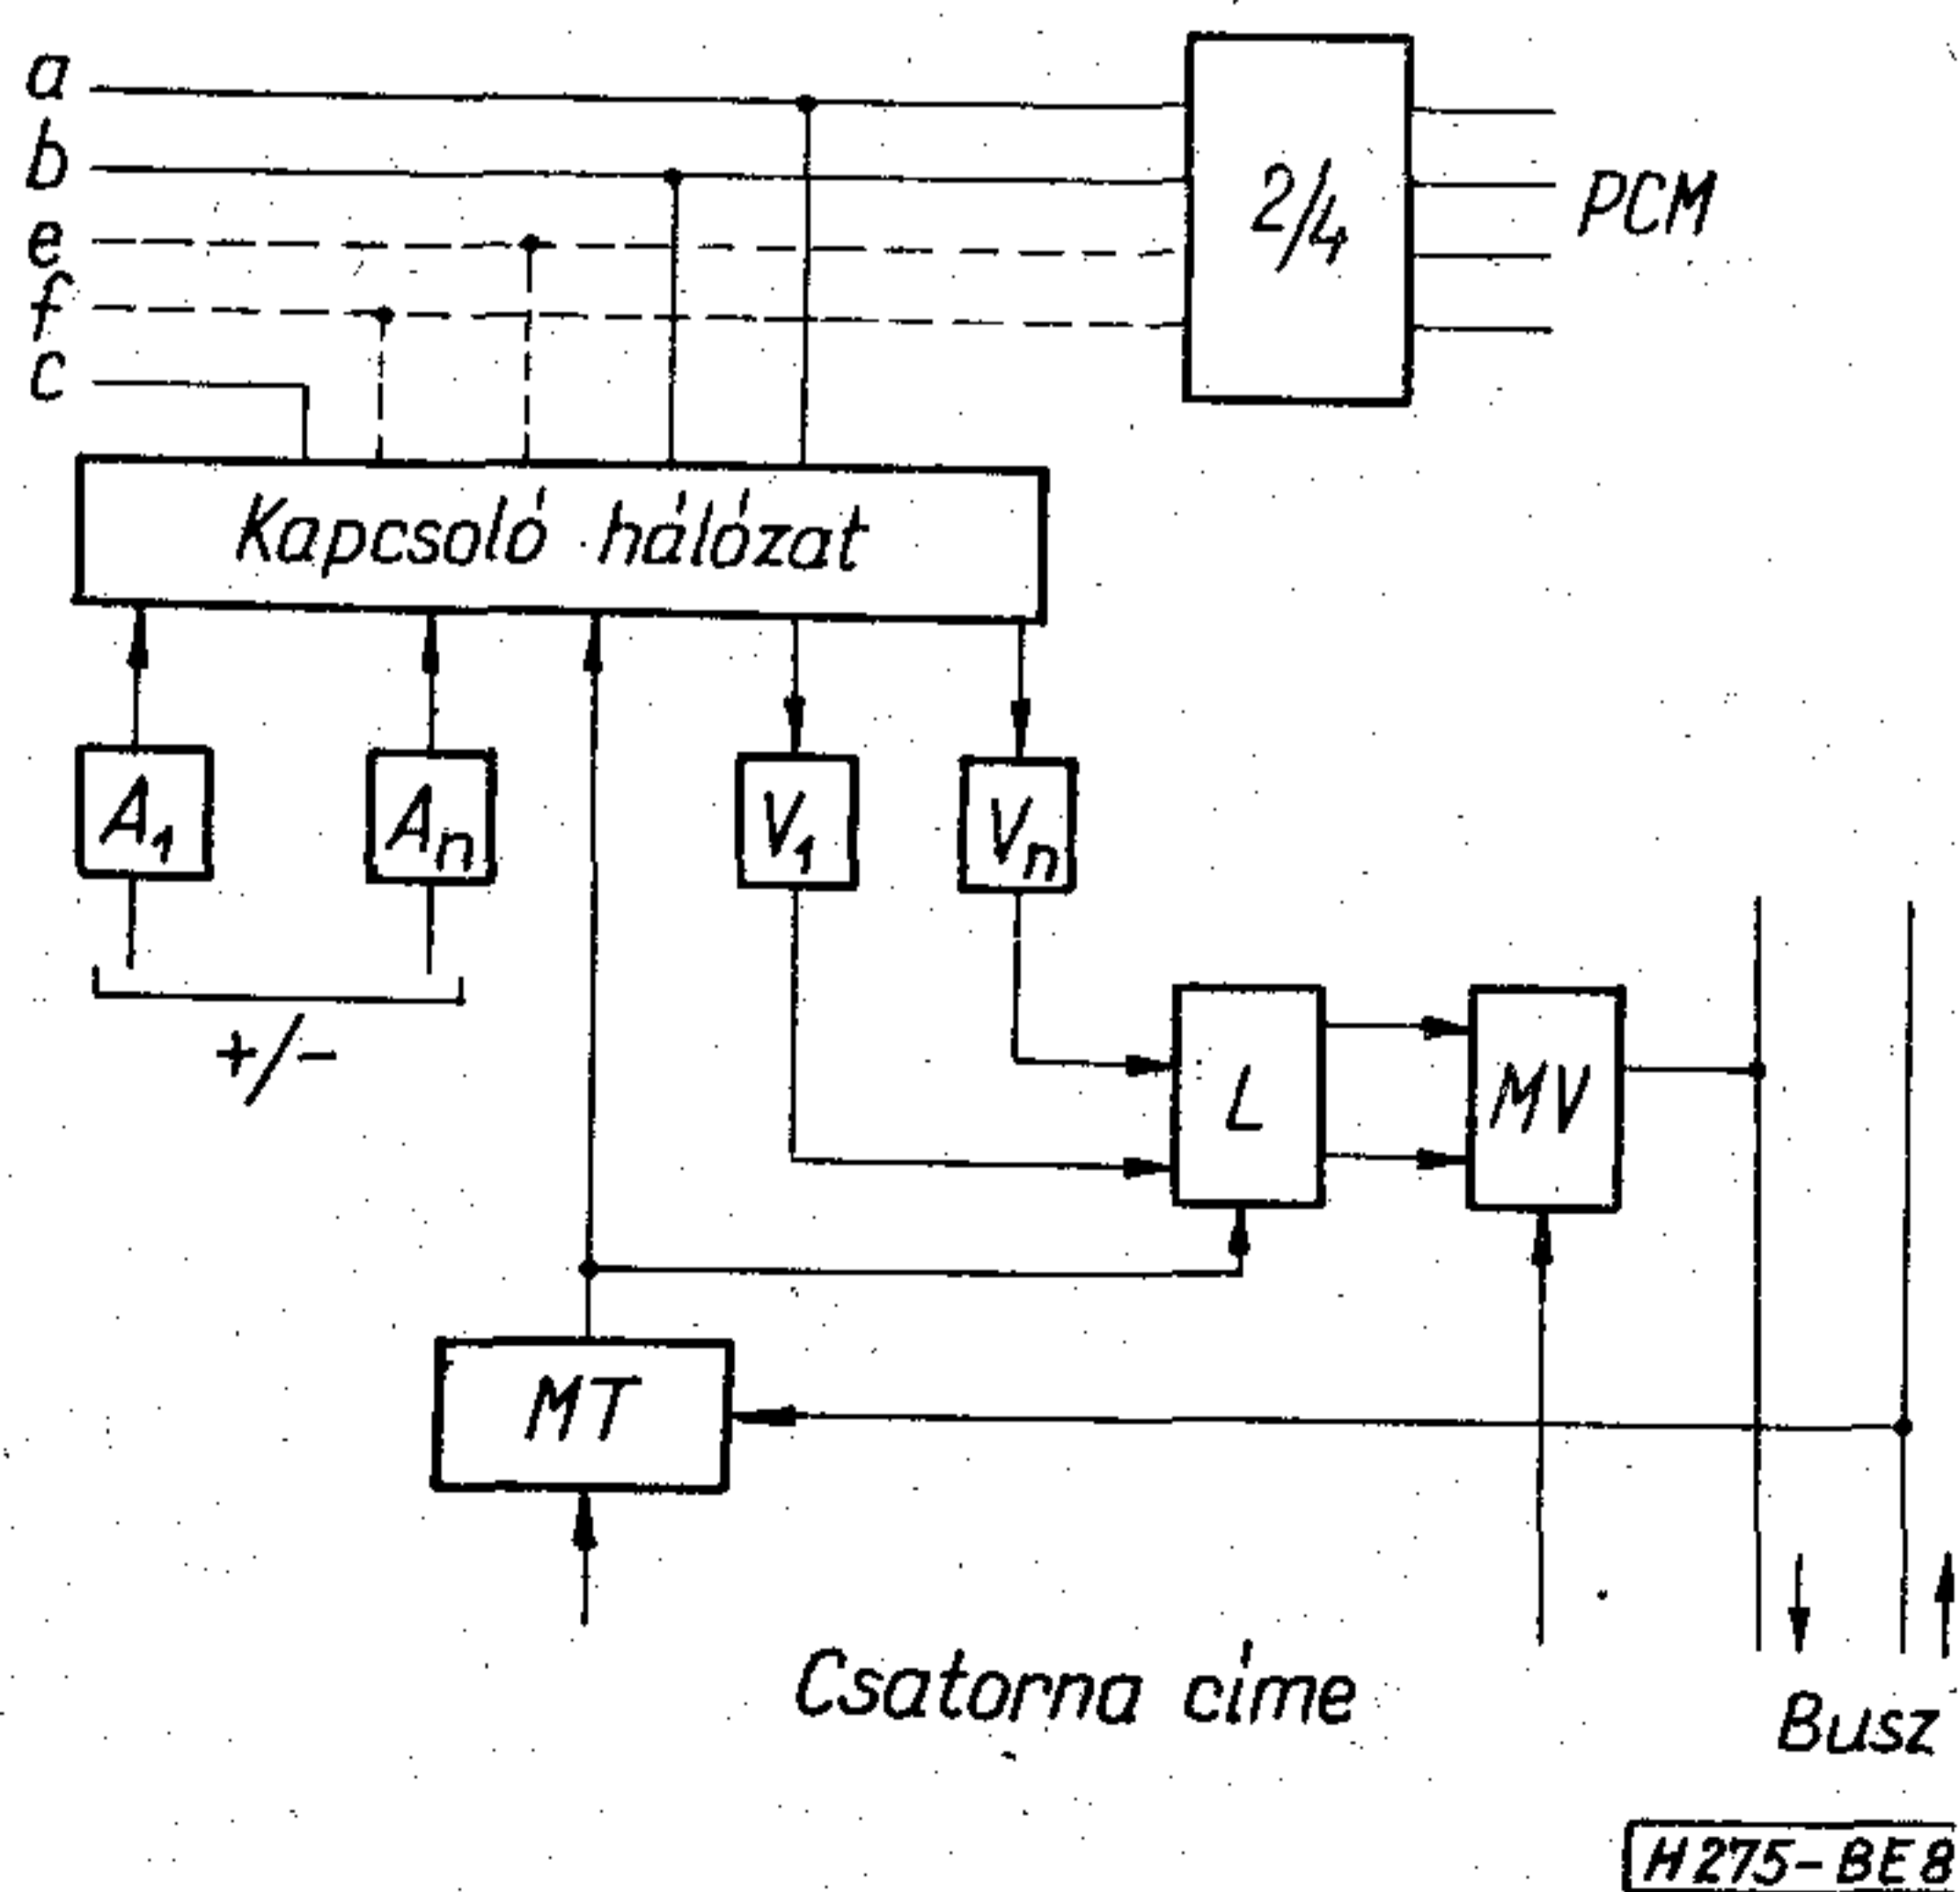 a
b
e
f
c
2/4
PCM
Kapcsoló hálózat
A1
An
V1
Vn
+/−
L
MV
MT
Csatorna címe
Busz
H275-BE8